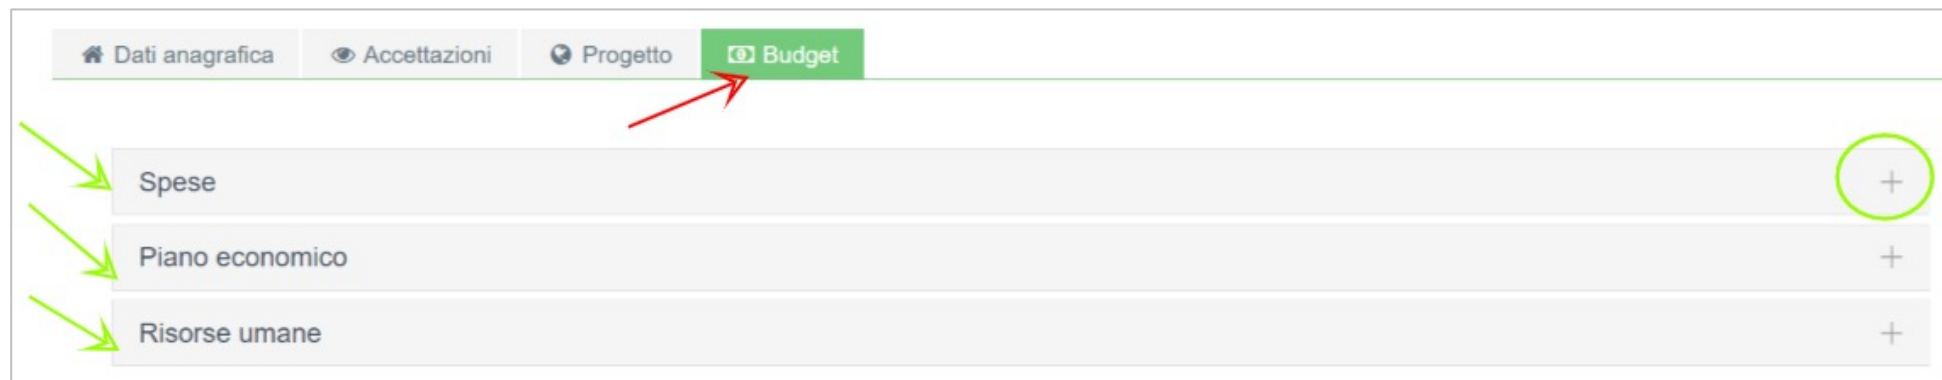 Dati anagrafica Accettazioni Progetto Budget
Spese
Piano economico
Risorse umane